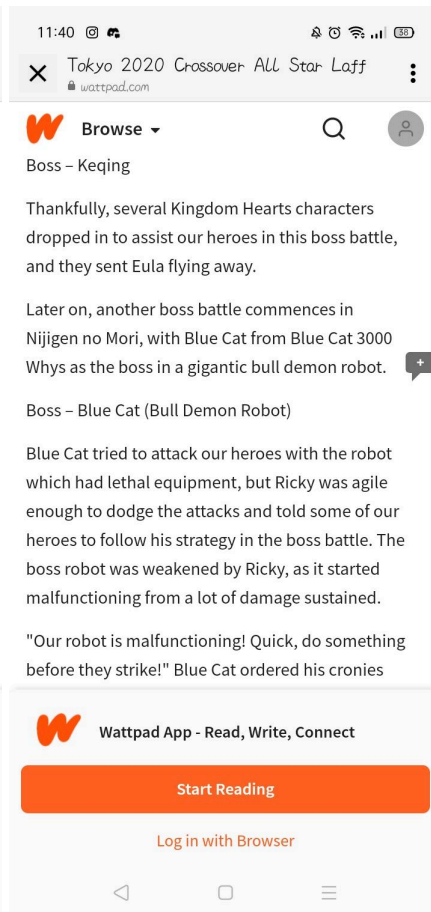 11:40
38
Tokyo 2020 Crossover All Star Laff
wattpad.com
Browse
Boss – Keqing
Thankfully, several Kingdom Hearts characters
dropped in to assist our heroes in this boss battle,
and they sent Eula flying away.
Later on, another boss battle commences in
Nijigen no Mori, with Blue Cat from Blue Cat 3000
Whys as the boss in a gigantic bull demon robot.
+
Boss – Blue Cat (Bull Demon Robot)
Blue Cat tried to attack our heroes with the robot
which had lethal equipment, but Ricky was agile
enough to dodge the attacks and told some of our
heroes to follow his strategy in the boss battle. The
boss robot was weakened by Ricky, as it started
malfunctioning from a lot of damage sustained.
"Our robot is malfunctioning! Quick, do something
before they strike!" Blue Cat ordered his cronies
Wattpad App - Read, Write, Connect
Start Reading
Log in with Browser